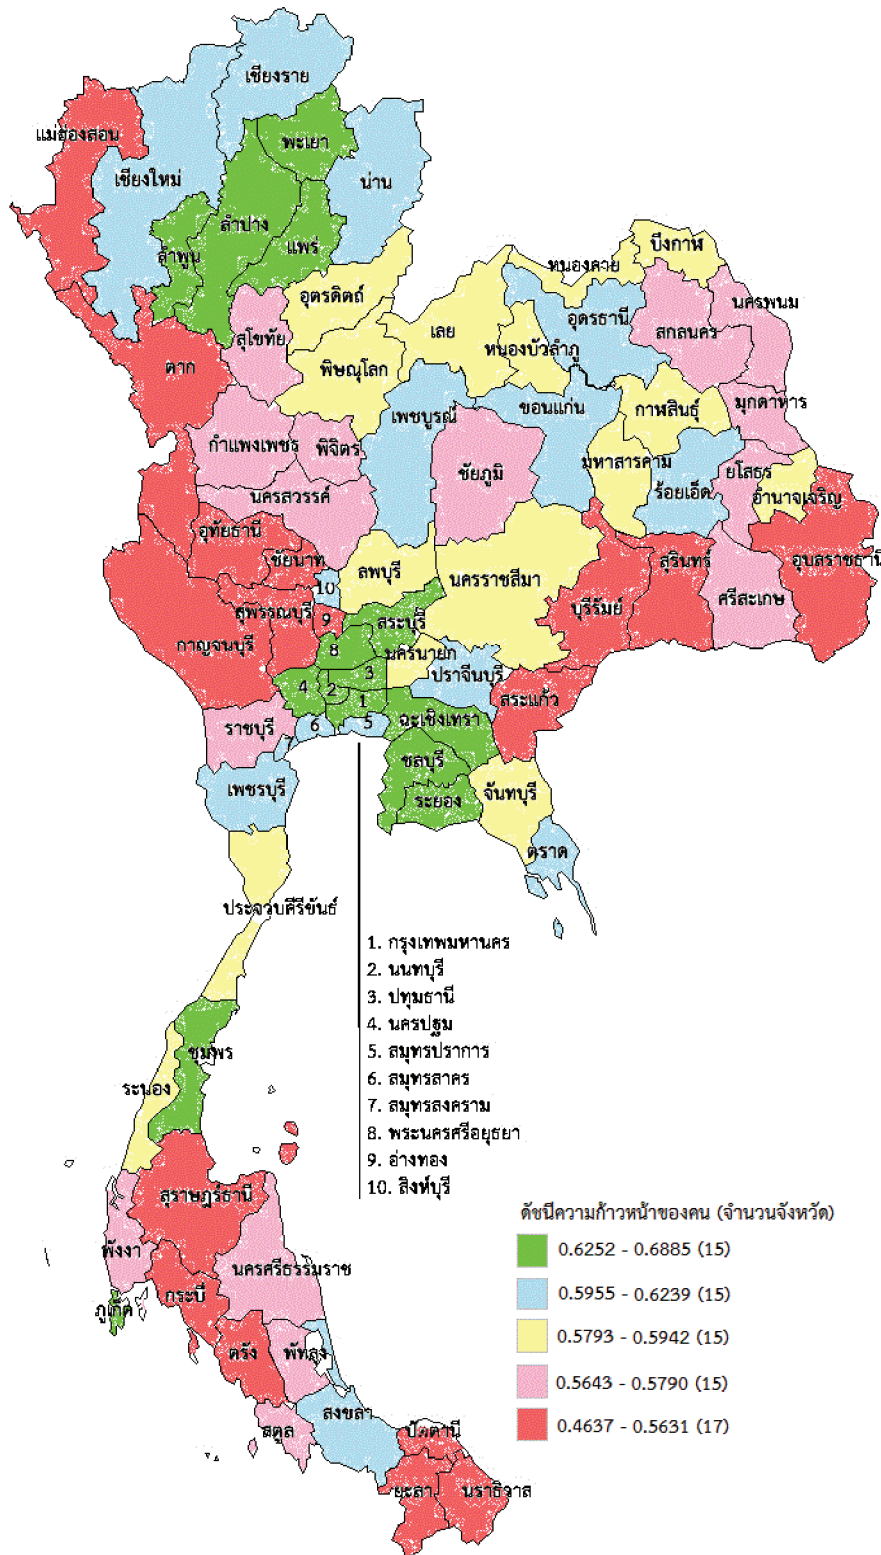 เชียงราย
แม่ฮ่องสอน
พะเยา
เชียงใหม่
น่าน
ลำปาง
แพร่
ลำพูน
บึงกาฬ
หนองคาย
อุตรดิตถ์
นครพนม
อุดรธานี
สกลนคร
เลย
สุโขทัย
หนองบัวลำภู
ตาก
พิษณุโลก
มุกดาหาร
ขอนแก่น
กาฬสินธุ์
เพชบูรณ์
กำแพงเพชร
พิจิตร
มหาสารคาม
ชัยภูมิ
ยโสธร
ร้อยเอ็ด
อำนาจเจริญ
นครสวรรค์
อุทัยธานี
ชัยนาท
อุบลราชธานี
สุรินทร์
ลพบุรี
นครราชสีมา
10
ศรีสะเกษ
บุรีรัมย์
สุพรรณบุรี
9
สระบุรี
กาญจนบุรี
8
นครนายก
3
ปราจีนบุรี
4
2
1
สระแก้ว
ราชบุรี
6
5
ฉะเชิงเทรา
7
ชลบุรี
เพชรบุรี
ระยอง
จันทบุรี
ตราด
ประจวบคีรีขันธ์
1. กรุงเทพมหานคร
2. นนทบุรี
3. ปทุมธานี
4. นครปฐม
5. สมุทรปราการ
6. สมุทรสาคร
7. สมุทรสงคราม
8. พระนครศรีอยุธยา
9. อ่างทอง
10. สิงห์บุรี
ชุมพร
ระนอง
สุราษฎร์ธานี
พังงา
นครศรีธรรมราช
กระบี่
ภูเก็ต
ตรัง
พัทลุง
สงขลา
สตูล
ปัตตานี
ยะลา
นราธิวาส
ดัชนีความก้าวหน้าของคน (จำนวนจังหวัด)
0.6252 - 0.6885 (15)
0.5955 - 0.6239 (15)
0.5793 - 0.5942 (15)
0.5643 - 0.5790 (15)
0.4637 - 0.5631 (17)